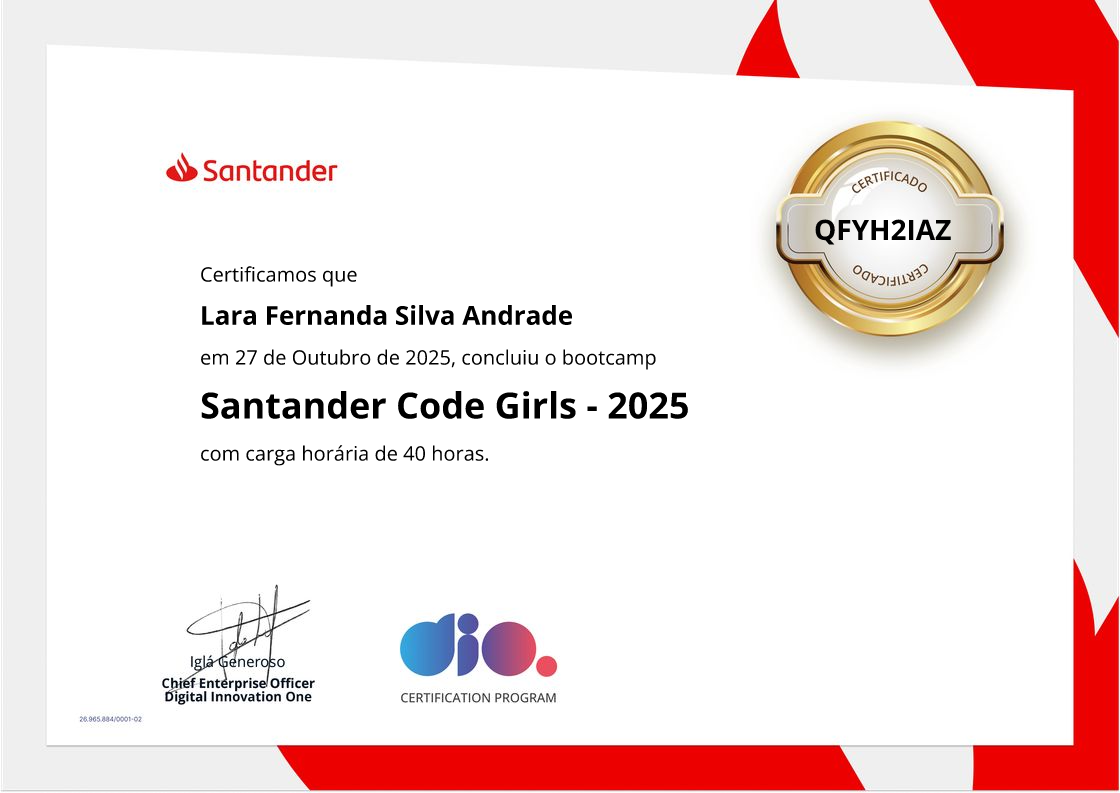 Santander
CERTIFICADO
QFYH2IAZ
CERTIFICADO
Certificamos que
Lara Fernanda Silva Andrade
em 27 de Outubro de 2025, concluiu o bootcamp
Santander Code Girls - 2025
com carga horária de 40 horas.
Iglá Generoso
Chief Enterprise Officer
Digital Innovation One
dio.
CERTIFICATION PROGRAM
26.965.884/0001-02